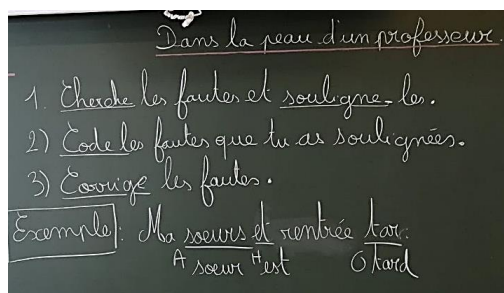 Dans la peau d'un professeur.
1. Cherche les fautes et souligne-les.
2) Code les fautes que tu as soulignées.
3) Corrige les fautes.
Exemple : Ma soeurs et rentrée tar.
A soeur H est O tard